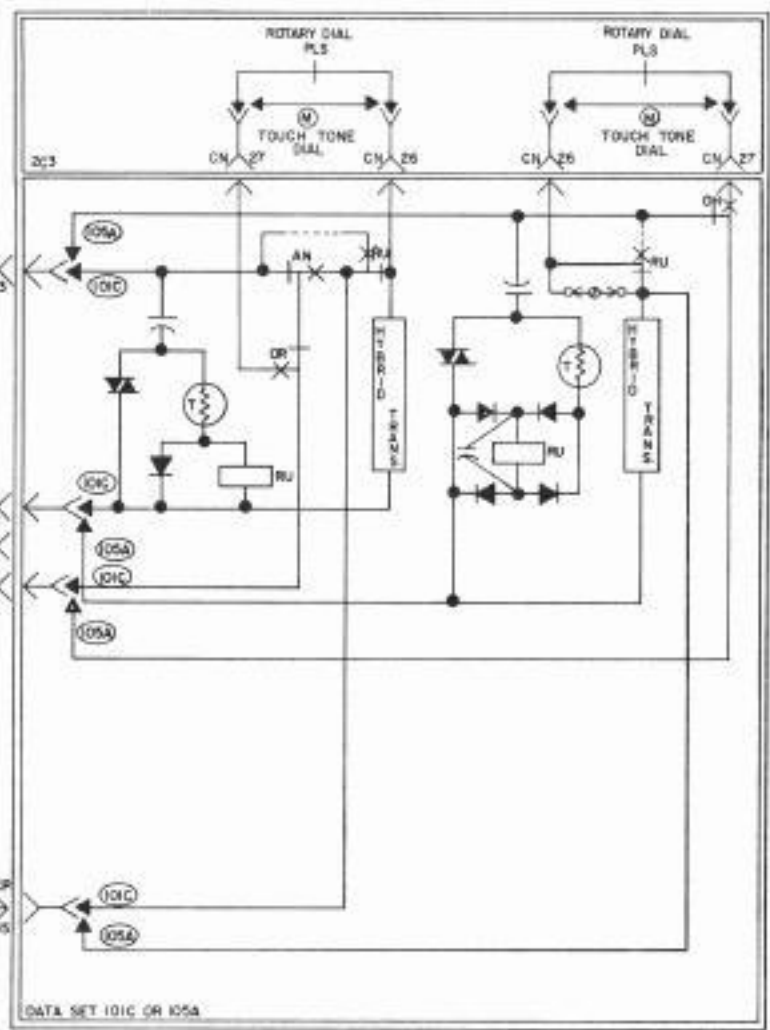 ROTARY DIAL
PLS
ROTARY DIAL
PLS
M
TOUCH TONE
DIAL
M
TOUCH TONE
DIAL
2C3
CN 27
CN 26
CN 26
CN 27
OH
105A
101C
AN
RU
OR
T
T
HYBRID TRANS
HYBRID TRANS
RU
RU
101C
105A
101C
105A
101C
105A
DATA SET 101C OR 105A